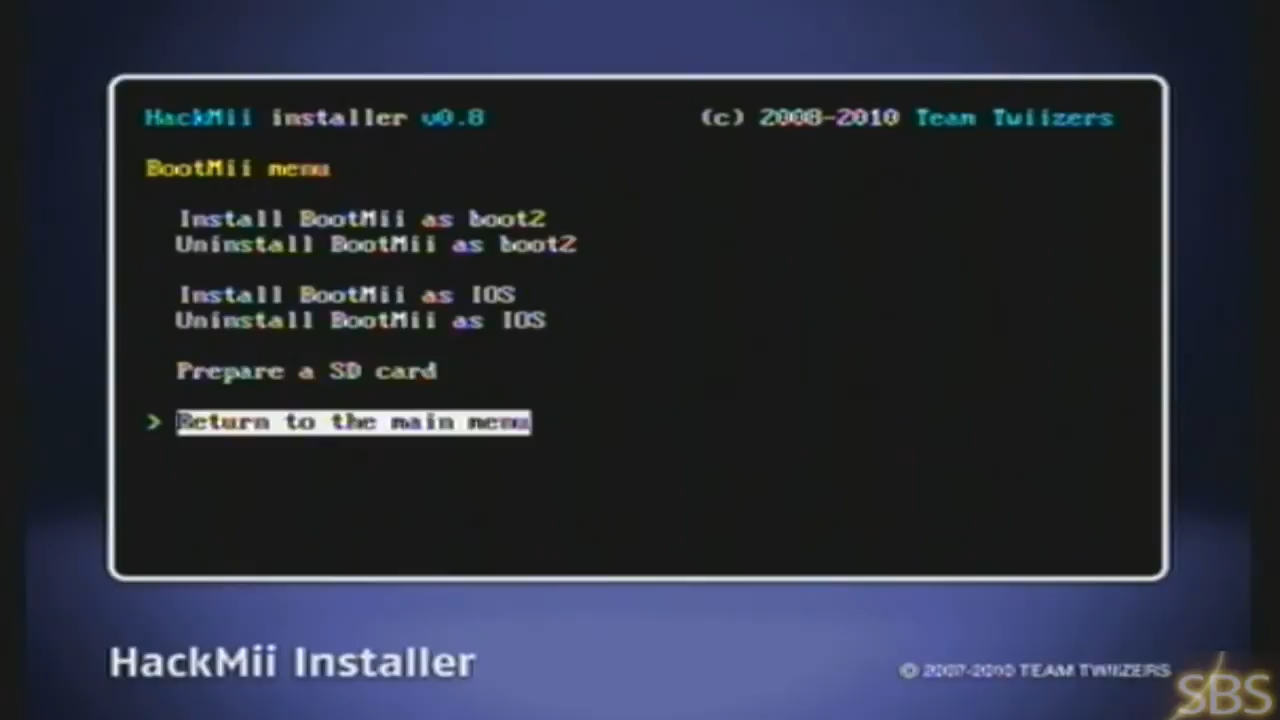 HackMii installer v0.8 (c) 2008-2010 Team Twiizers
BootMii menu
Install BootMii as boot2
Uninstall BootMii as boot2
Install BootMii as IOS
Uninstall BootMii as IOS
Prepare a SD card
> Return to the main menu
HackMii Installer
© 2007-2010 TEAM TWIIZERS
SBS